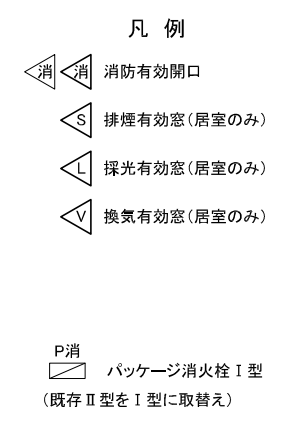 凡 例
消 消 消防有効開口
S 排煙有効窓(居室のみ)
L 採光有効窓(居室のみ)
V 換気有効窓(居室のみ)
P消
パッケージ消火栓Ⅰ型
(既存Ⅱ型をⅠ型に取替え)